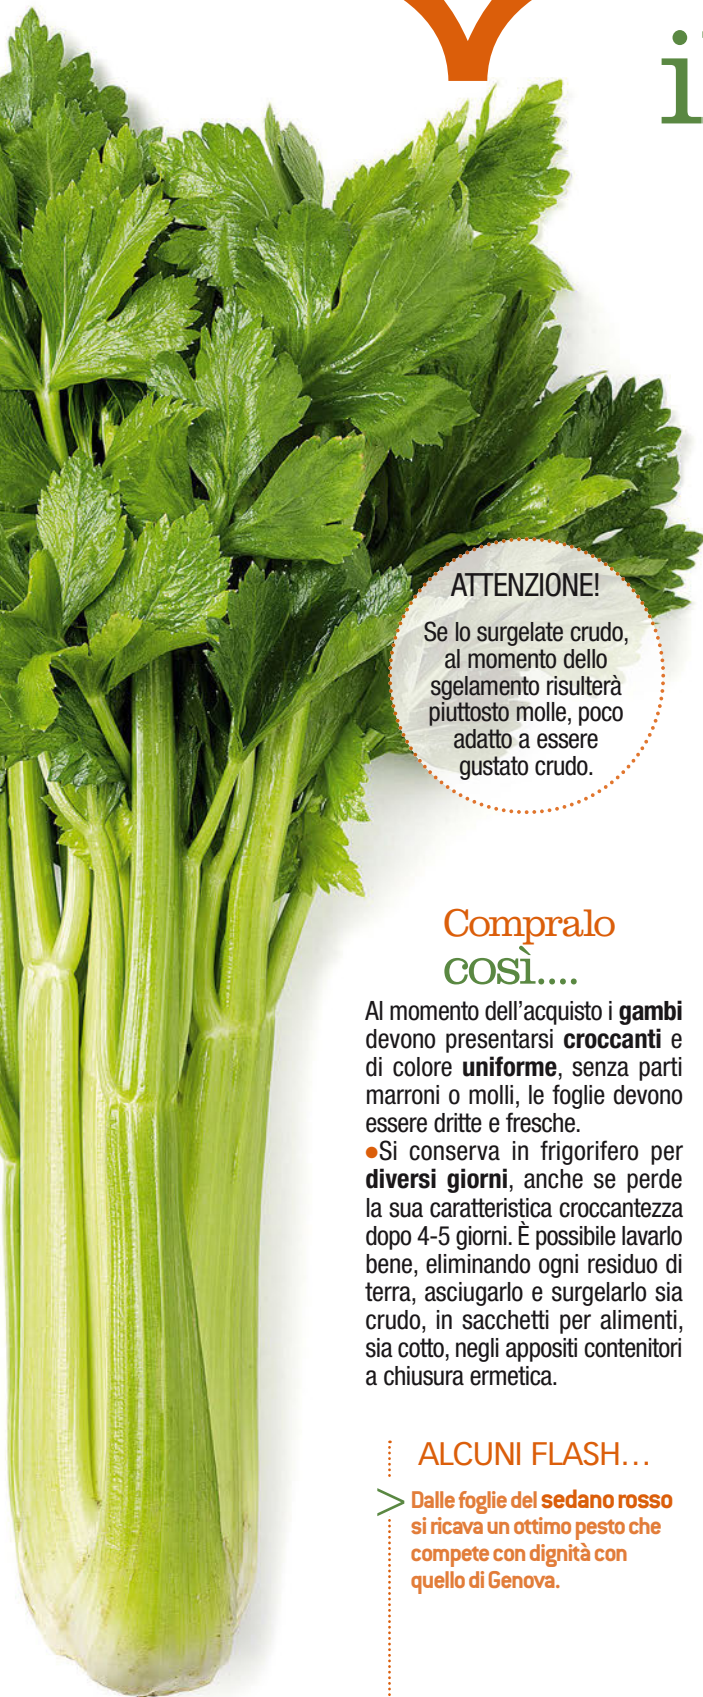 ATTENZIONE!
Se lo surgelate crudo,
al momento dello
sgelamento risulterà
piuttosto molle, poco
adatto a essere
gustato crudo.
Compralo
così....
Al momento dell’acquisto i gambi
devono presentarsi croccanti e
di colore uniforme, senza parti
marroni o molli, le foglie devono
essere dritte e fresche.
●Si conserva in frigorifero per
diversi giorni, anche se perde
la sua caratteristica croccantezza
dopo 4-5 giorni. È possibile lavarlo
bene, eliminando ogni residuo di
terra, asciugarlo e surgelarlo sia
crudo, in sacchetti per alimenti,
sia cotto, negli appositi contenitori
a chiusura ermetica.
ALCUNI FLASH...
> Dalle foglie del sedano rosso
si ricava un ottimo pesto che
compete con dignità con
quello di Genova.